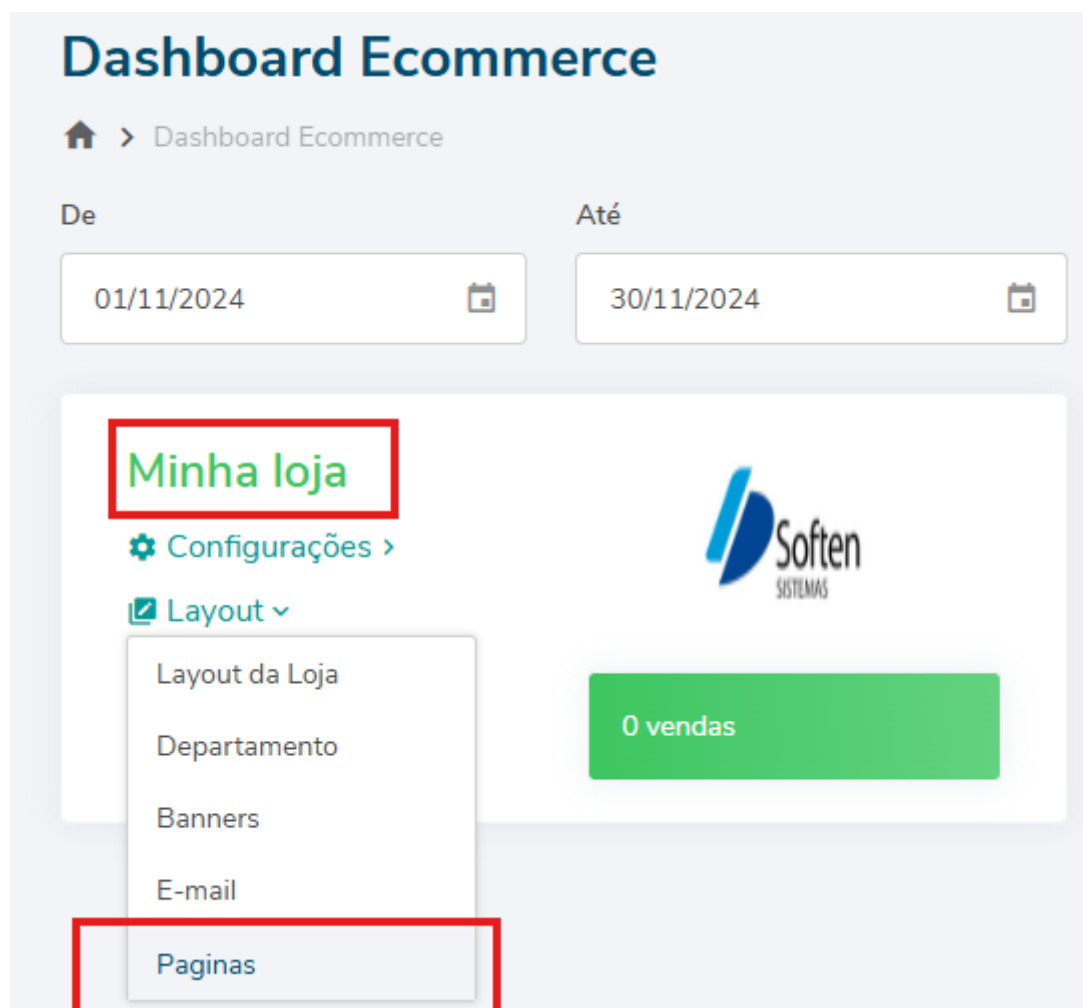 Dashboard Ecommerce
> Dashboard Ecommerce
De
Até
01/11/2024
30/11/2024
Minha loja
Configurações >
Layout
Soften
SISTEMAS
Layout da Loja
Departamento
Banners
E-mail
Paginas
0 vendas